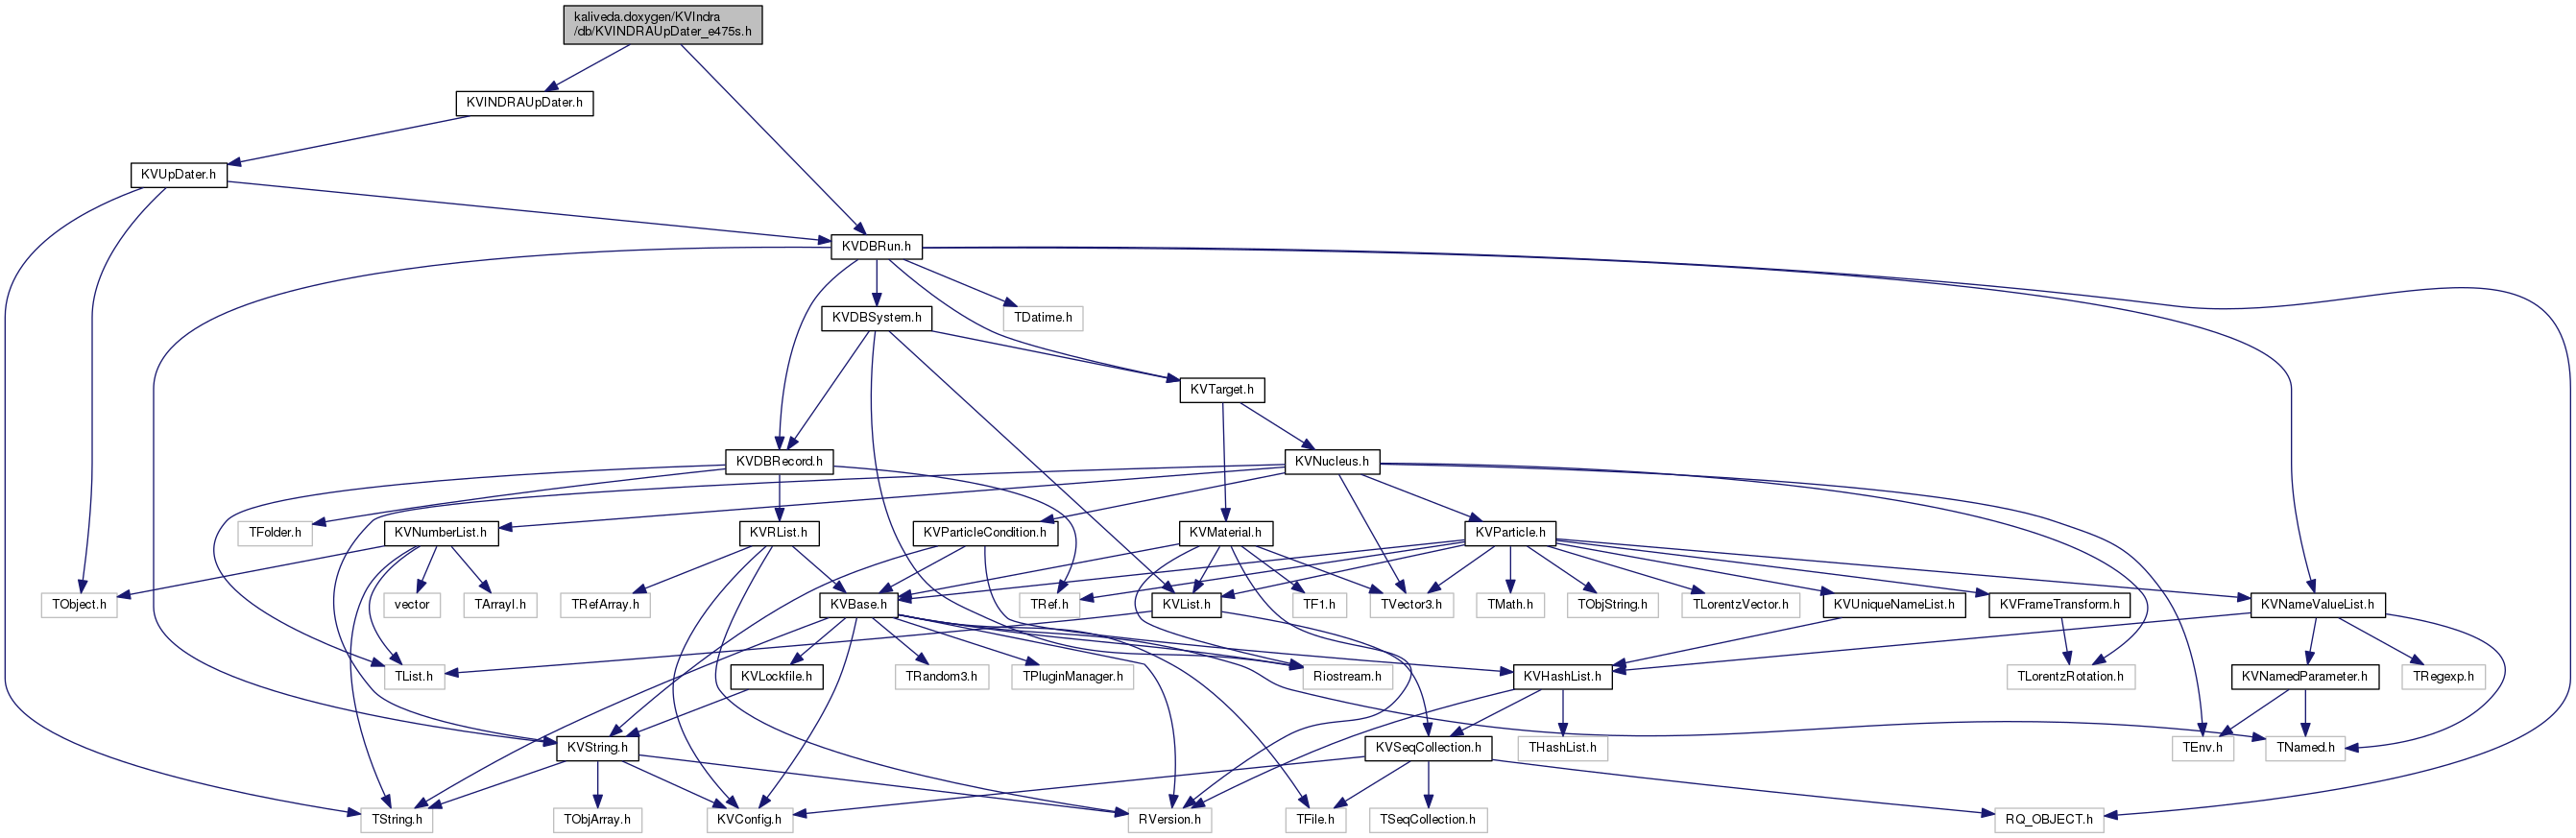 kaliveda.doxygen/KVIndra
/db/KVINDRAUpDater_e475s.h
KVINDRAUpDater.h
KVUpDater.h
KVDBRun.h
KVDBSystem.h
TDatime.h
KVTarget.h
KVDBRecord.h
KVNucleus.h
TFolder.h
KVNumberList.h
KVRList.h
KVParticleCondition.h
KVMaterial.h
KVParticle.h
TObject.h
vector
TArrayI.h
TRefArray.h
KVBase.h
TRef.h
KVList.h
TF1.h
TVector3.h
TMath.h
TObjString.h
TLorentzVector.h
KVUniqueNameList.h
KVFrameTransform.h
KVNameValueList.h
TList.h
KVLockfile.h
TRandom3.h
TPluginManager.h
Riostream.h
KVHashList.h
TLorentzRotation.h
KVNamedParameter.h
TRegexp.h
KVString.h
KVSeqCollection.h
THashList.h
TEnv.h
TNamed.h
TString.h
TObjArray.h
KVConfig.h
RVersion.h
TFile.h
TSeqCollection.h
RQ_OBJECT.h